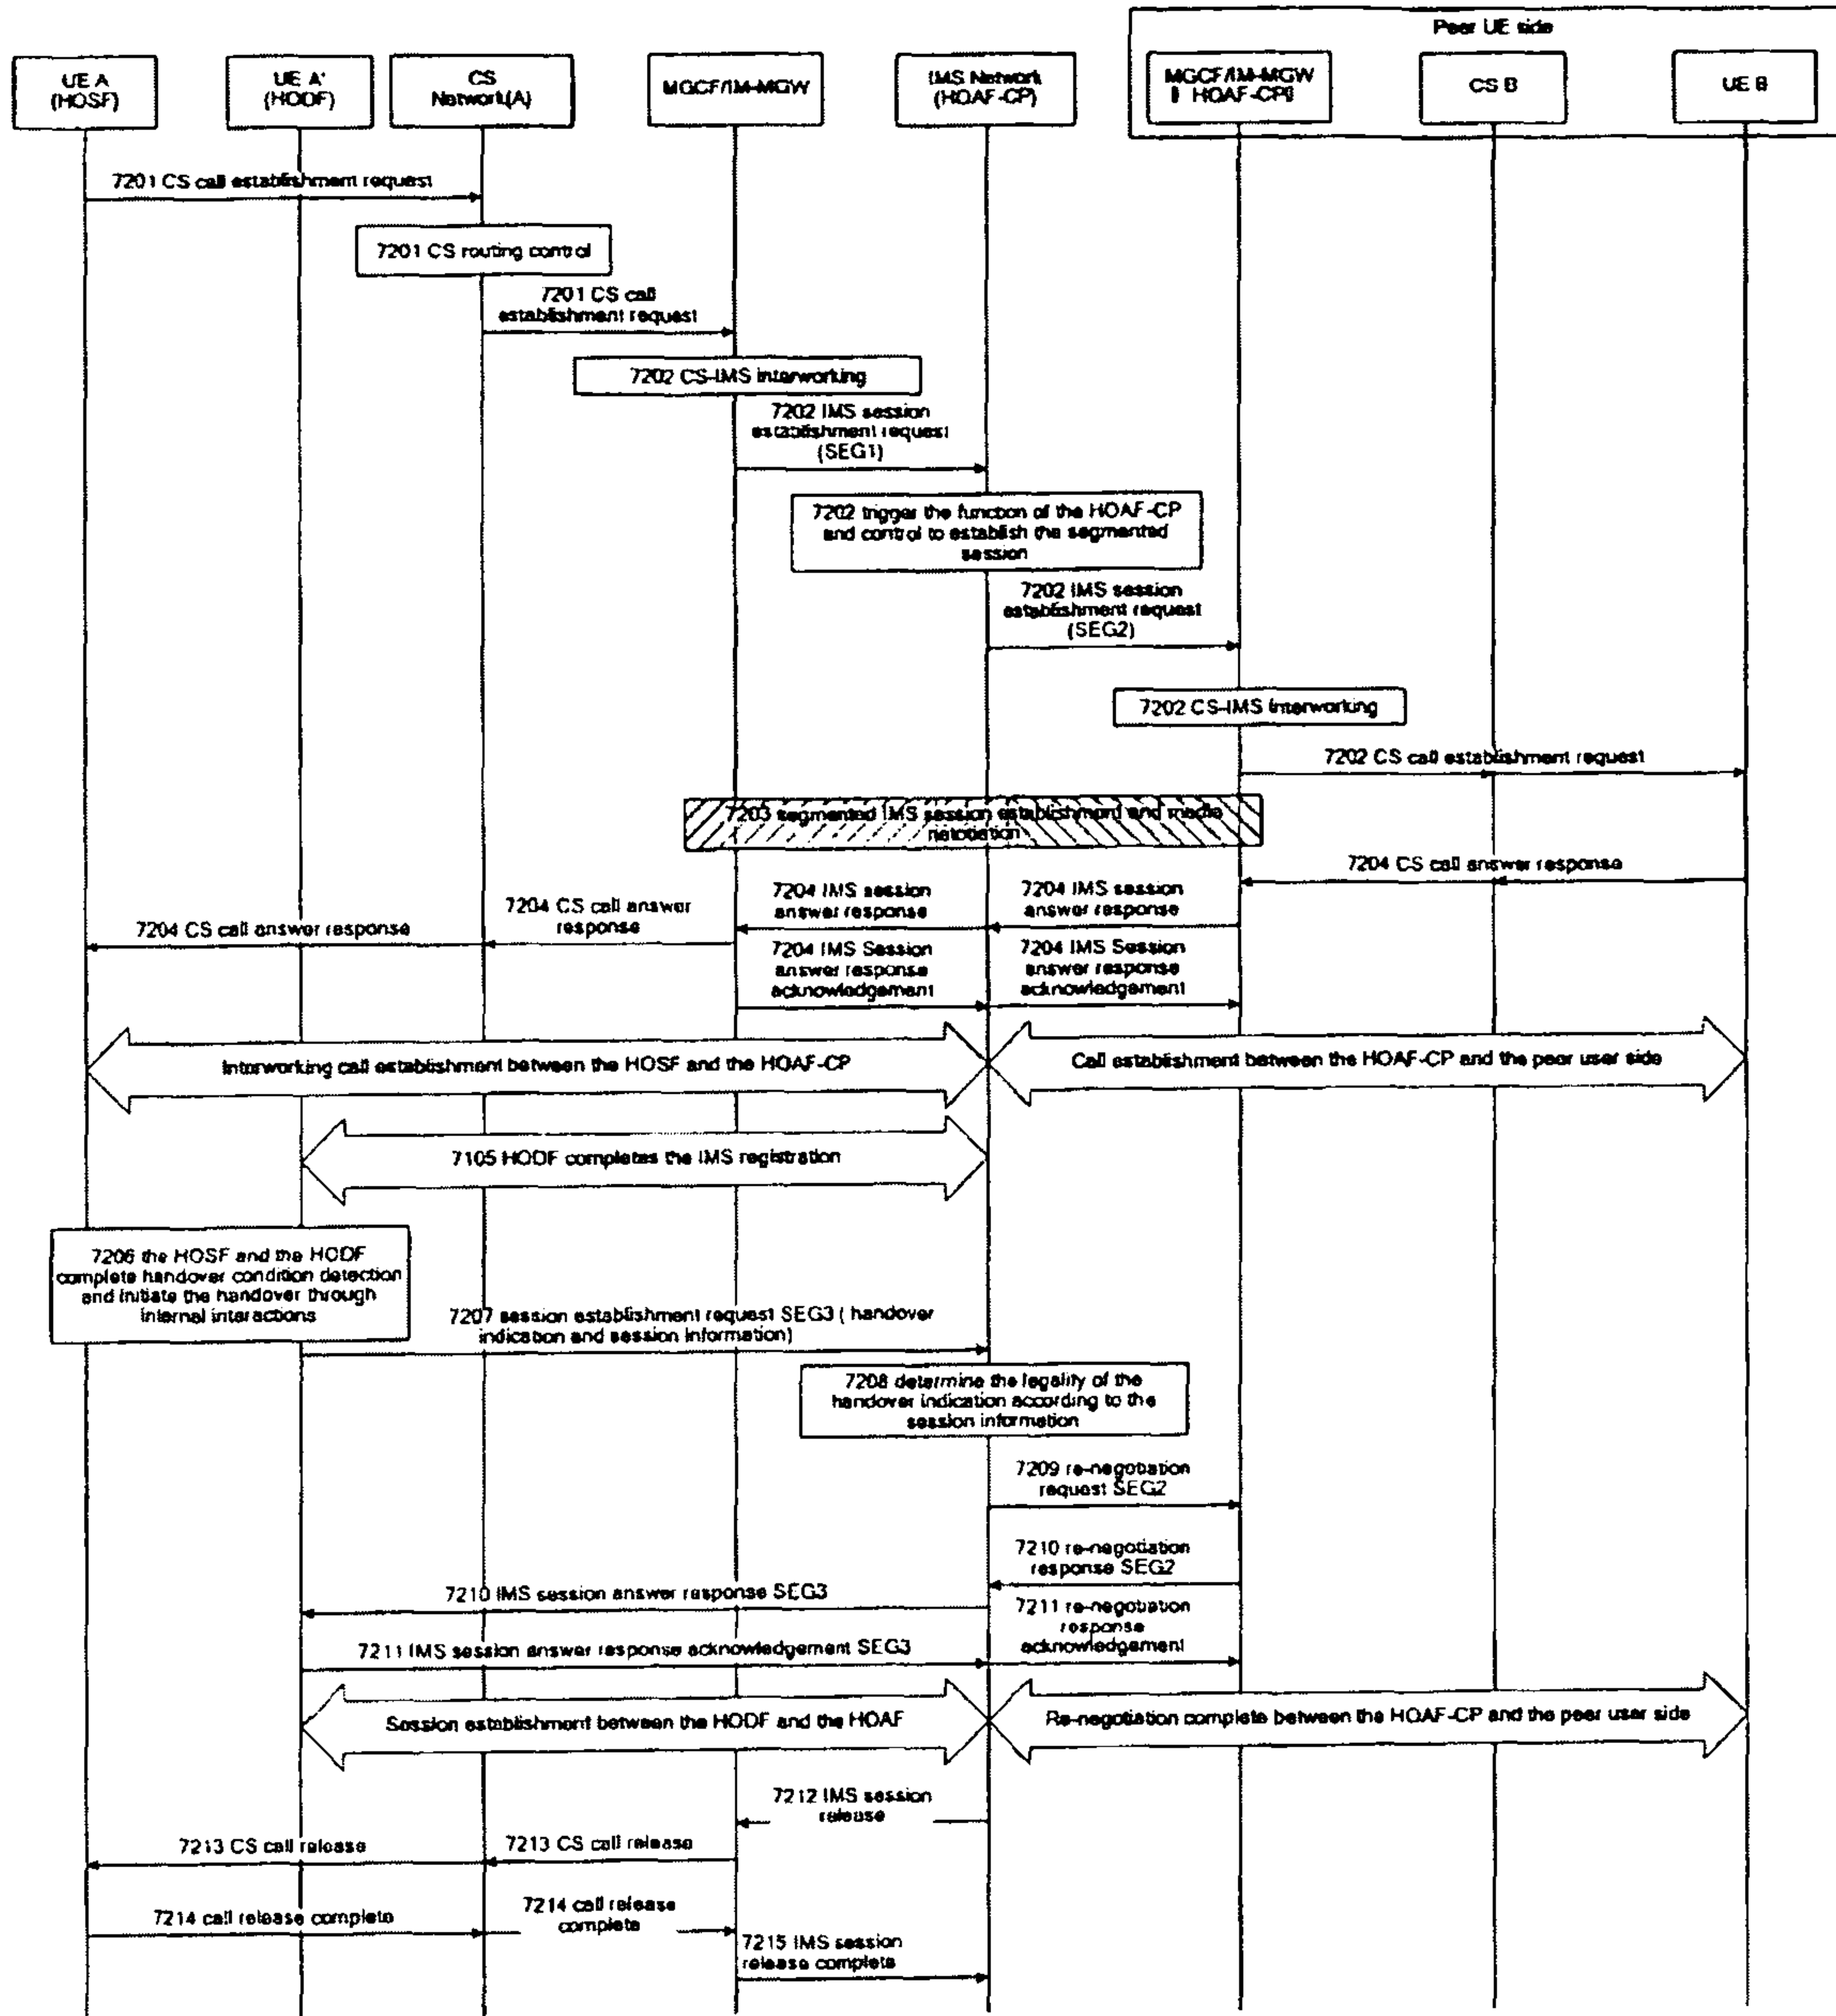 Peer UE side
UE A
(HOSF)
UE A'
(HODF)
CS
Network(A)
MGCF/IM-MGW
IMS Network
(HOAF-CP)
MGCF/IM-MGW
HOAF-CP
CS B
UE B
7201 CS call establishment request
7201 CS routing control
7201 CS call
establishment request
7202 CS-IMS interworking
7202 IMS session
establishment request
(SEG1)
7202 trigger the function of the HOAF-CP
and control to establish the segmented
session
7202 IMS session
establishment request
(SEG2)
7202 CS-IMS interworking
7202 CS call establishment request
7203 segmented IMS session establishment and media
netotiation
7204 CS call answer response
7204 IMS session
answer response
7204 IMS session
answer response
7204 CS call answer
response
7204 CS call answer response
7204 IMS Session
answer response
acknowledgement
7204 IMS Session
answer response
acknowledgement
Interworking call establishment between the HOSF and the HOAF-CP
Call establishment between the HOAF-CP and the peer user side
7105 HODF completes the IMS registration
7206 the HOSF and the HODF
complete handover condition detection
and initiate the handover through
internal interactions
7207 session establishment request SEG3 ( handover
indication and session information)
7208 determine the legality of the
handover indication according to the
session information
7209 re-negotiation
request SEG2
7210 re-negotiation
response SEG2
7210 IMS session answer response SEG3
7211 re-negotiation
response
acknowledgement
7211 IMS session answer response acknowledgement SEG3
Session establishment between the HODF and the HOAF
Re-negotiation complete between the HOAF-CP and the peer user side
7212 IMS session
release
7213 CS call release
7213 CS call release
7214 call release complete
7214 call release
complete
7215 IMS session
release complete